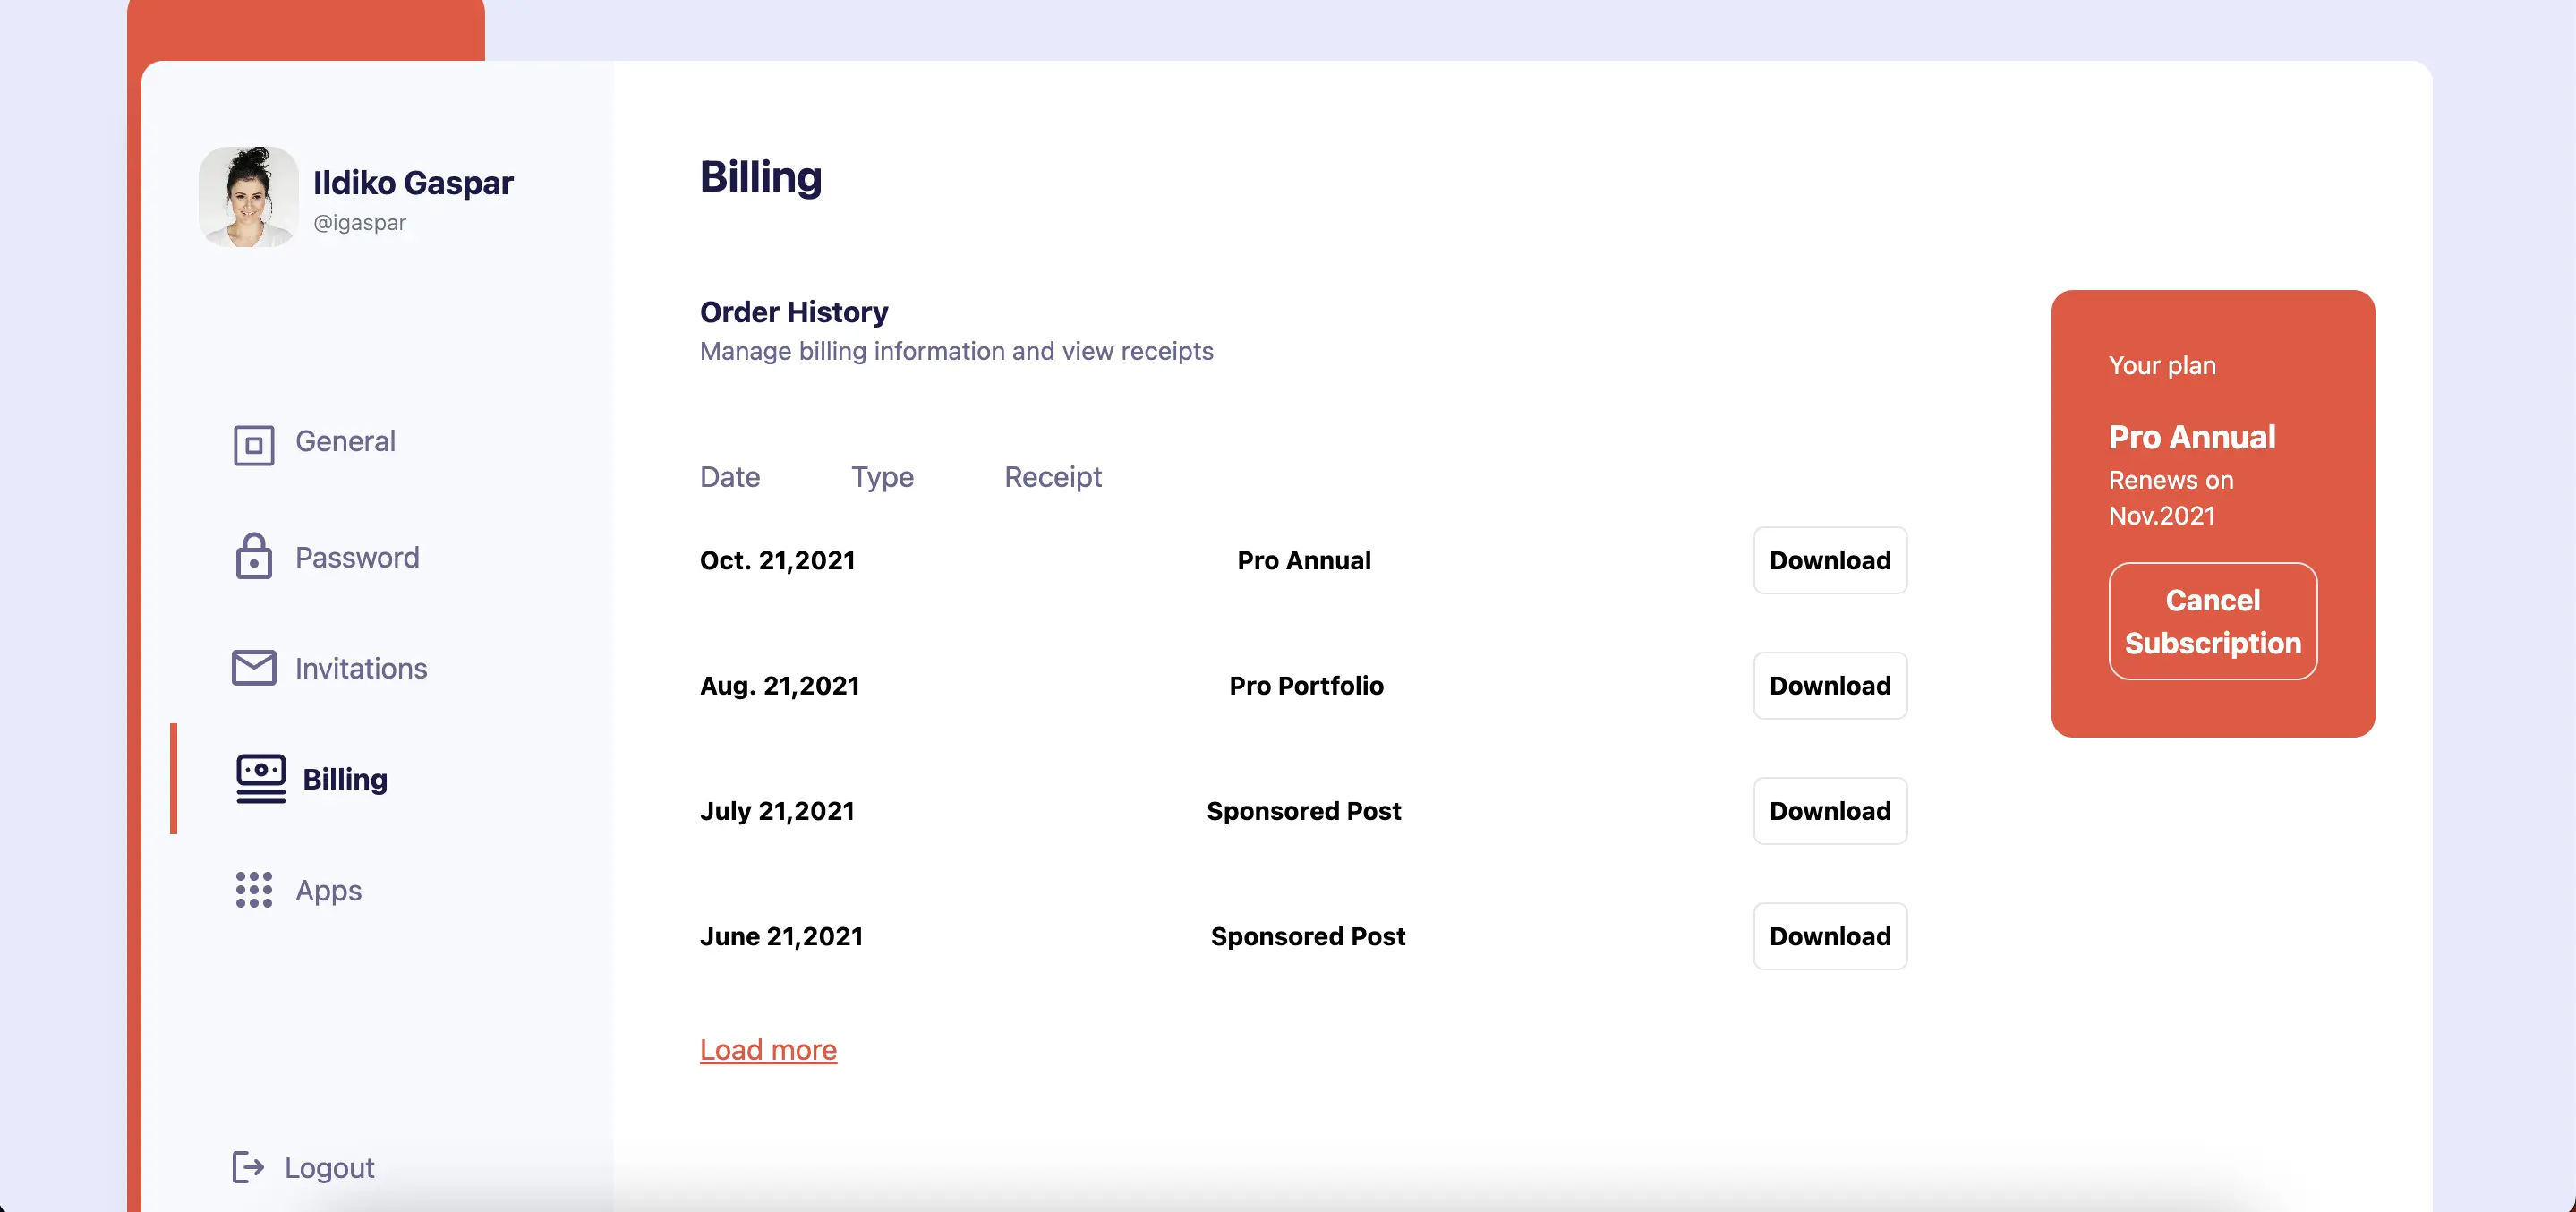 Ildiko Gaspar
@igaspar
General
Password
Invitations
Billing
Apps
Logout
Billing
Order History
Manage billing information and view receipts
Date Type Receipt
Oct. 21,2021 Pro Annual Download
Aug. 21,2021 Pro Portfolio Download
July 21,2021 Sponsored Post Download
June 21,2021 Sponsored Post Download
Load more
Your plan
Pro Annual
Renews on
Nov.2021
Cancel
Subscription